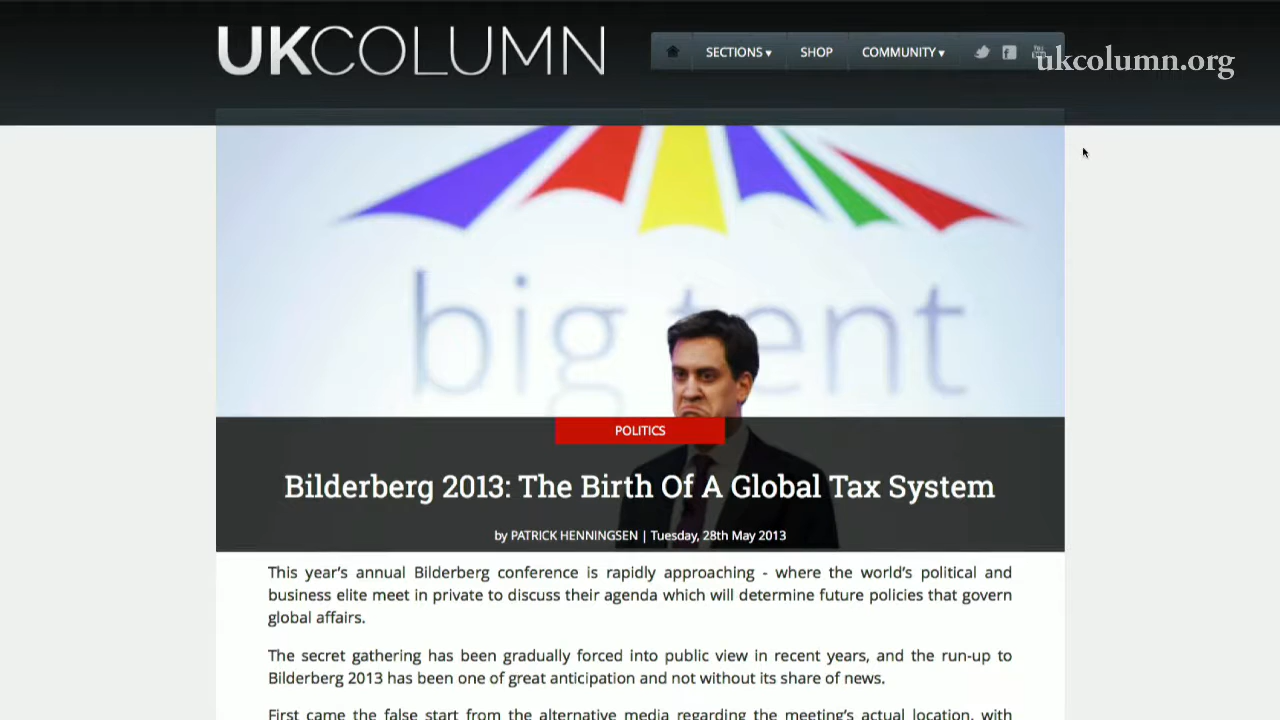 UKCOLUMN
SECTIONS ▾ SHOP COMMUNITY ▾
ukcolumn.org
big tent
POLITICS
Bilderberg 2013: The Birth Of A Global Tax System
by PATRICK HENNINGSEN | Tuesday, 28th May 2013
This year's annual Bilderberg conference is rapidly approaching - where the world's political and
business elite meet in private to discuss their agenda which will determine future policies that govern
global affairs.
The secret gathering has been gradually forced into public view in recent years, and the run-up to
Bilderberg 2013 has been one of great anticipation and not without its share of news.
First came the false start from the alternative media regarding the meeting's actual location, with